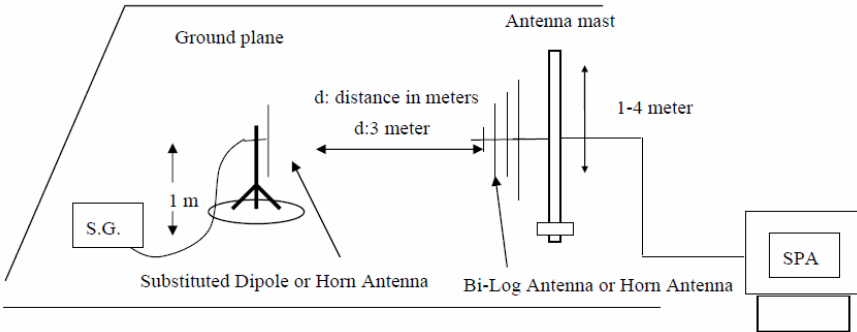 Ground plane
Antenna mast
d: distance in meters
d:3 meter
1-4 meter
1 m
S.G.
SPA
Substituted Dipole or Horn Antenna
Bi-Log Antenna or Horn Antenna